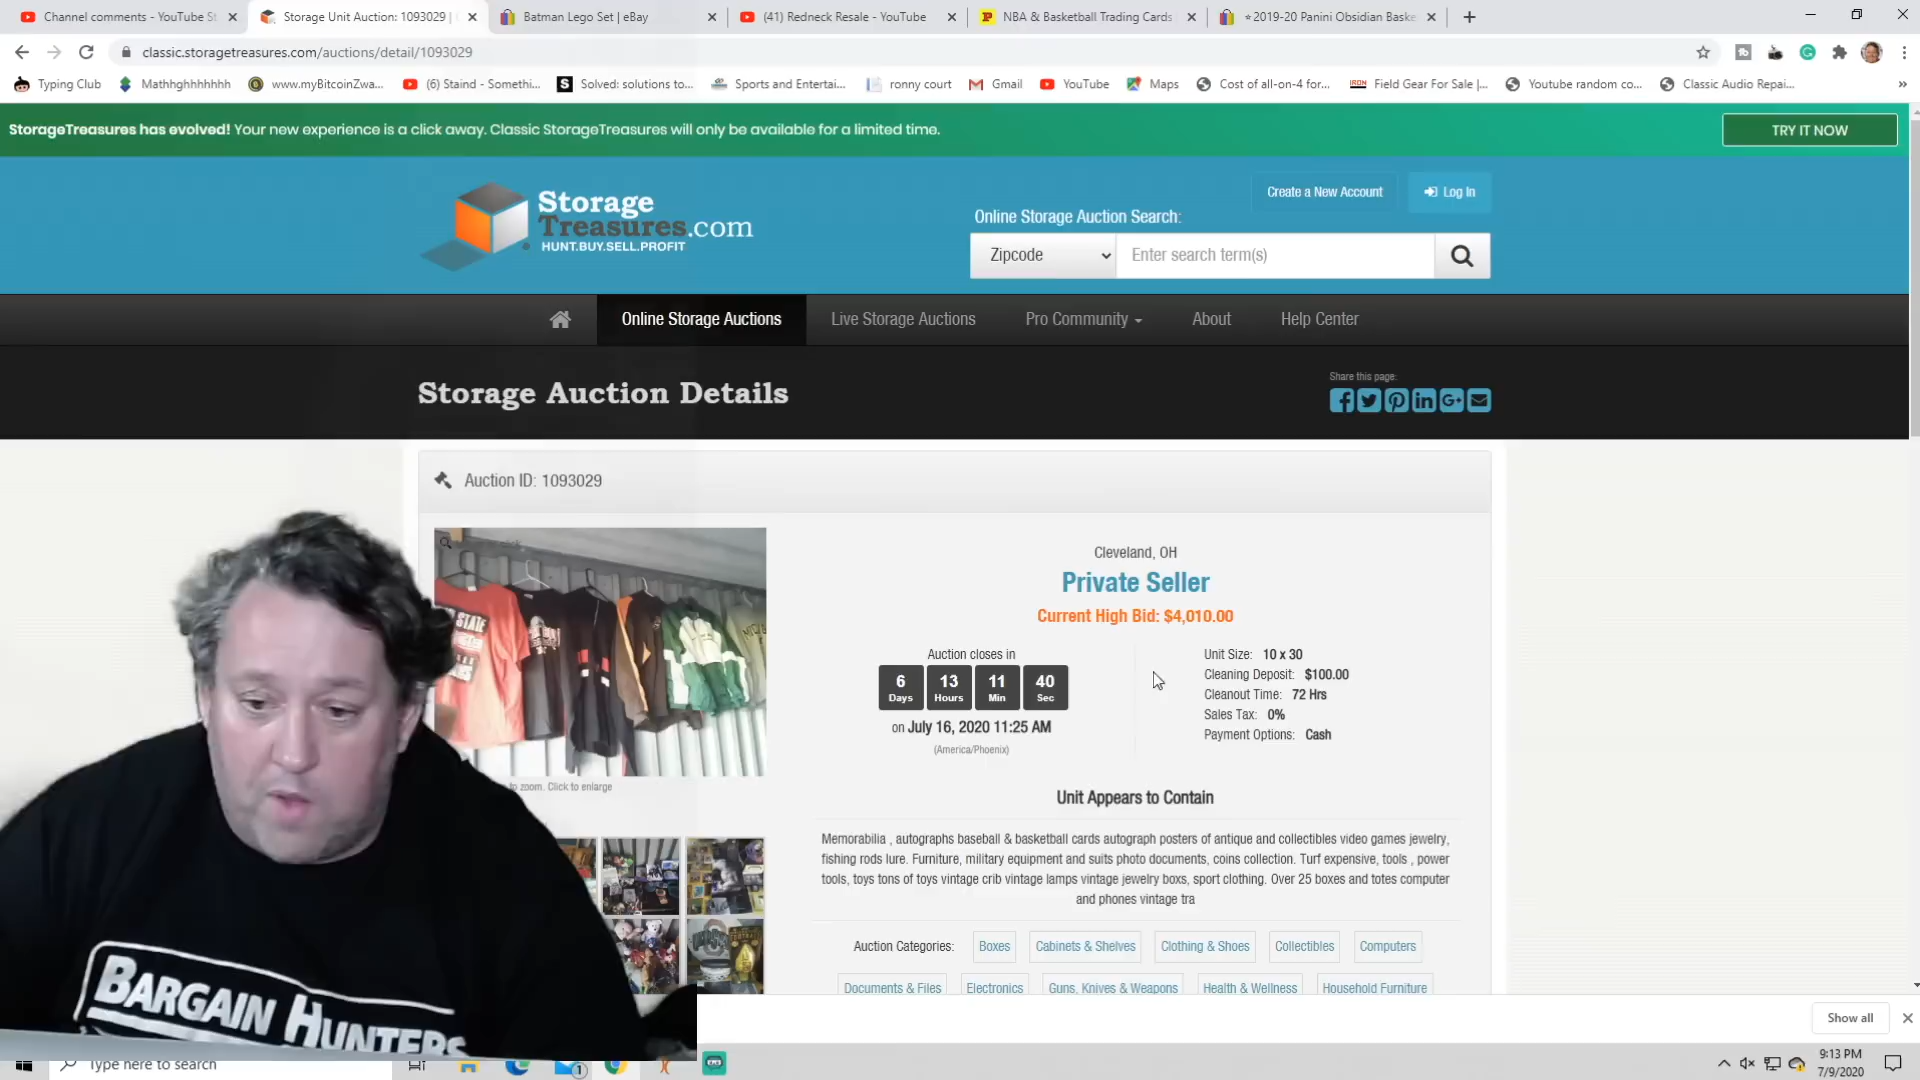 Channel comments - YouTube St
Storage Unit Auction: 1093029 |
Batman Lego Set | eBay
(41) Redneck Resale - YouTube
NBA & Basketball Trading Cards
⭐2019-20 Panini Obsidian Baske
classic.storagetreasures.com/auctions/detail/1093029
Typing Club
Mathhghhhhhhh
www.myBitcoinZwa...
(6) Staind - Somethi...
Solved: solutions to...
Sports and Entertai...
ronny court
Gmail
YouTube
Maps
Cost of all-on-4 for...
Field Gear For Sale |...
Youtube random co...
Classic Audio Repai...
StorageTreasures has evolved! Your new experience is a click away. Classic StorageTreasures will only be available for a limited time.
TRY IT NOW
Storage
Treasures.com
HUNT.BUY.SELL.PROFIT
Create a New Account
Log In
Online Storage Auction Search:
Zipcode
Enter search term(s)
Online Storage Auctions
Live Storage Auctions
Pro Community
About
Help Center
Storage Auction Details
Share this page:
Auction ID: 1093029
Cleveland, OH
Private Seller
Current High Bid: $4,010.00
Auction closes in
6 13 11 40
Days Hours Min Sec
on July 16, 2020 11:25 AM
(America/Phoenix)
Unit Size: 10 x 30
Cleaning Deposit: $100.00
Cleanout Time: 72 Hrs
Sales Tax: 0%
Payment Options: Cash
STATE
to zoom. Click to enlarge
Unit Appears to Contain
Memorabilia , autographs baseball & basketball cards autograph posters of antique and collectibles video games jewelry,
fishing rods lure. Furniture, military equipment and suits photo documents, coins collection. Turf expensive, tools , power
tools, toys tons of toys vintage crib vintage lamps vintage jewelry boxs, sport clothing. Over 25 boxes and totes computer
and phones vintage tra
Auction Categories:
Boxes
Cabinets & Shelves
Clothing & Shoes
Collectibles
Computers
Documents & Files
Electronics
Guns, Knives & Weapons
Health & Wellness
Household Furniture
BARGAIN HUNTERS
Show all
Type here to search
1
9:13 PM
7/9/2020